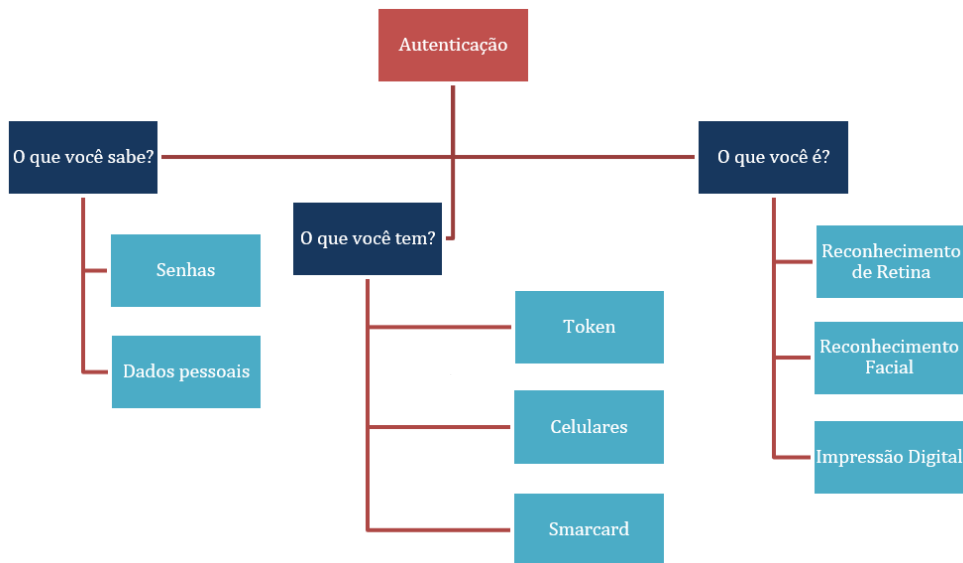 Autenticação
O que você sabe?
Senhas
Dados pessoais
O que você tem?
Token
Celulares
Smarcard
O que você é?
Reconhecimento
de Retina
Reconhecimento
Facial
Impressão Digital